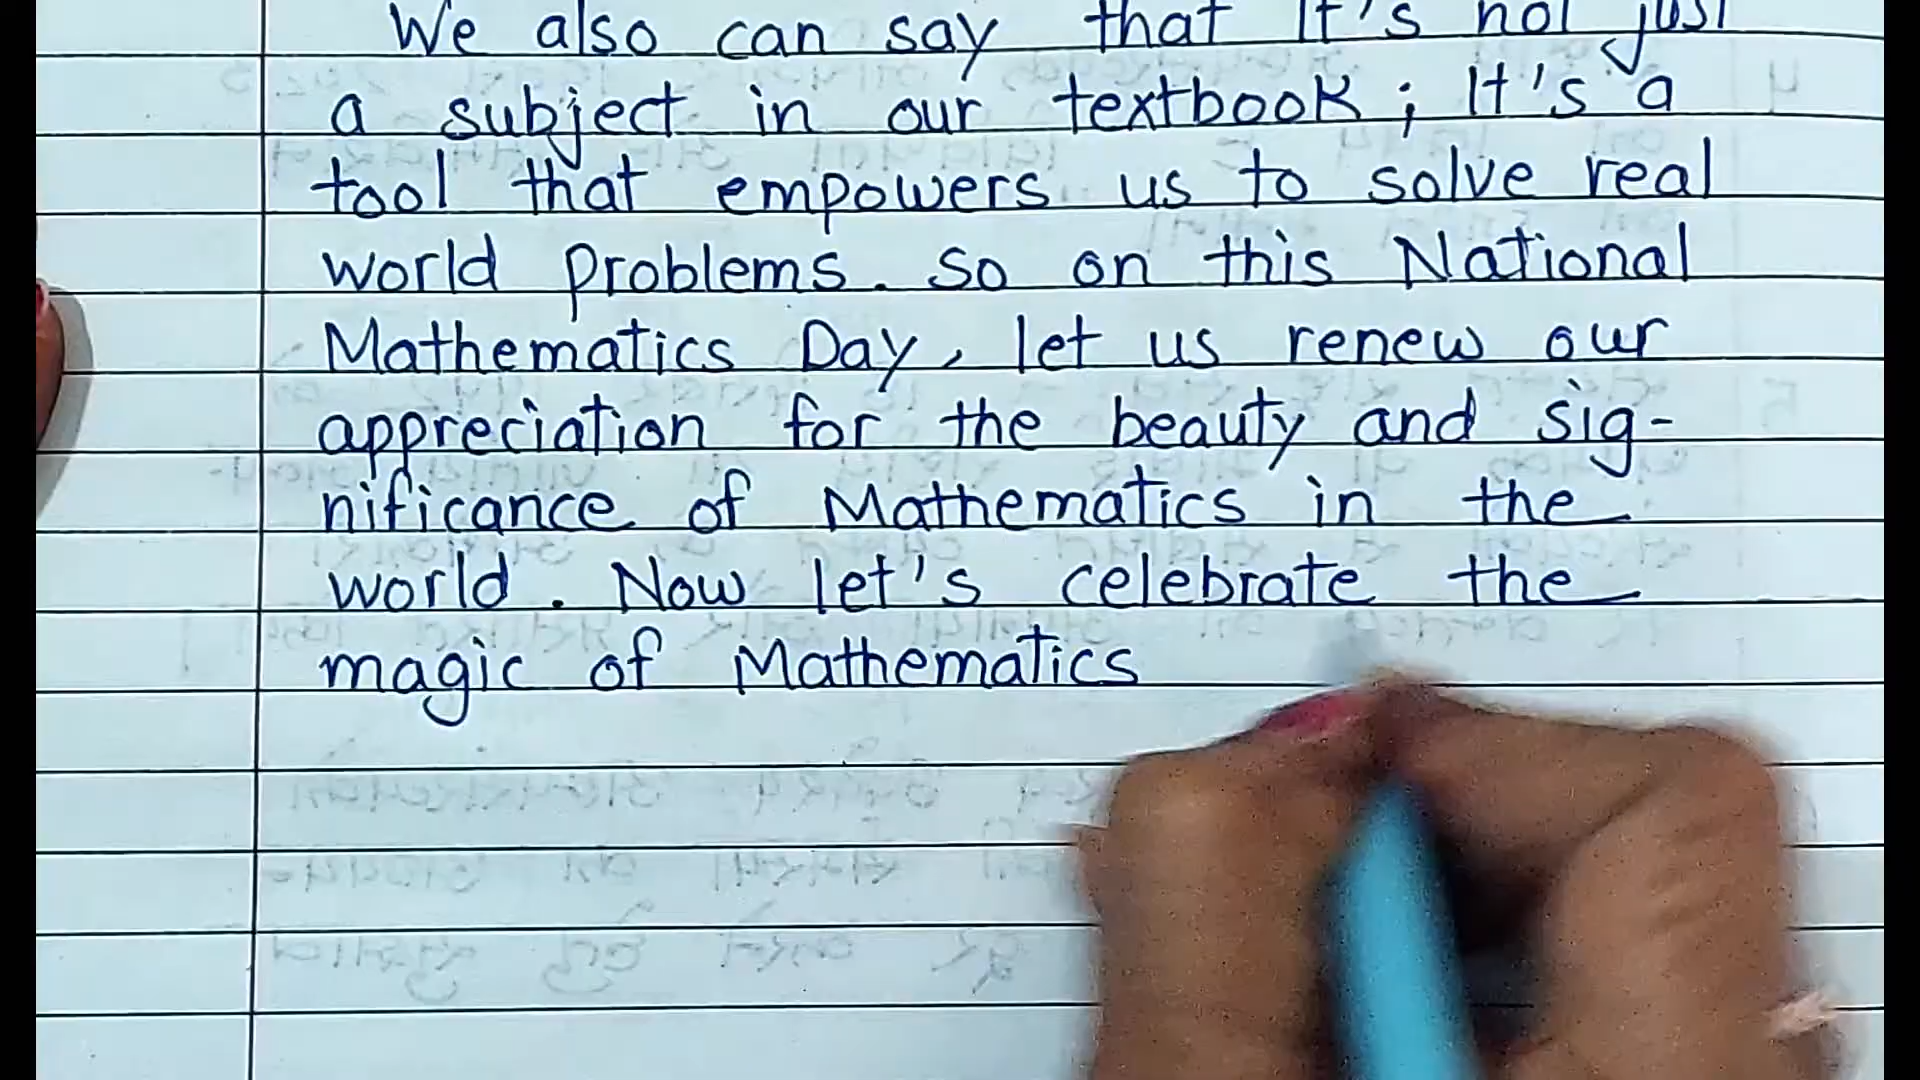 We also can say that It's not just
a subject in our textbook; It's a
tool that empowers us to solve real
world problems. So on this National
Mathematics Day, let us renew our
appreciation for the beauty and sig-
nificance of Mathematics in the
world. Now let's celebrate the
magic of Mathematics